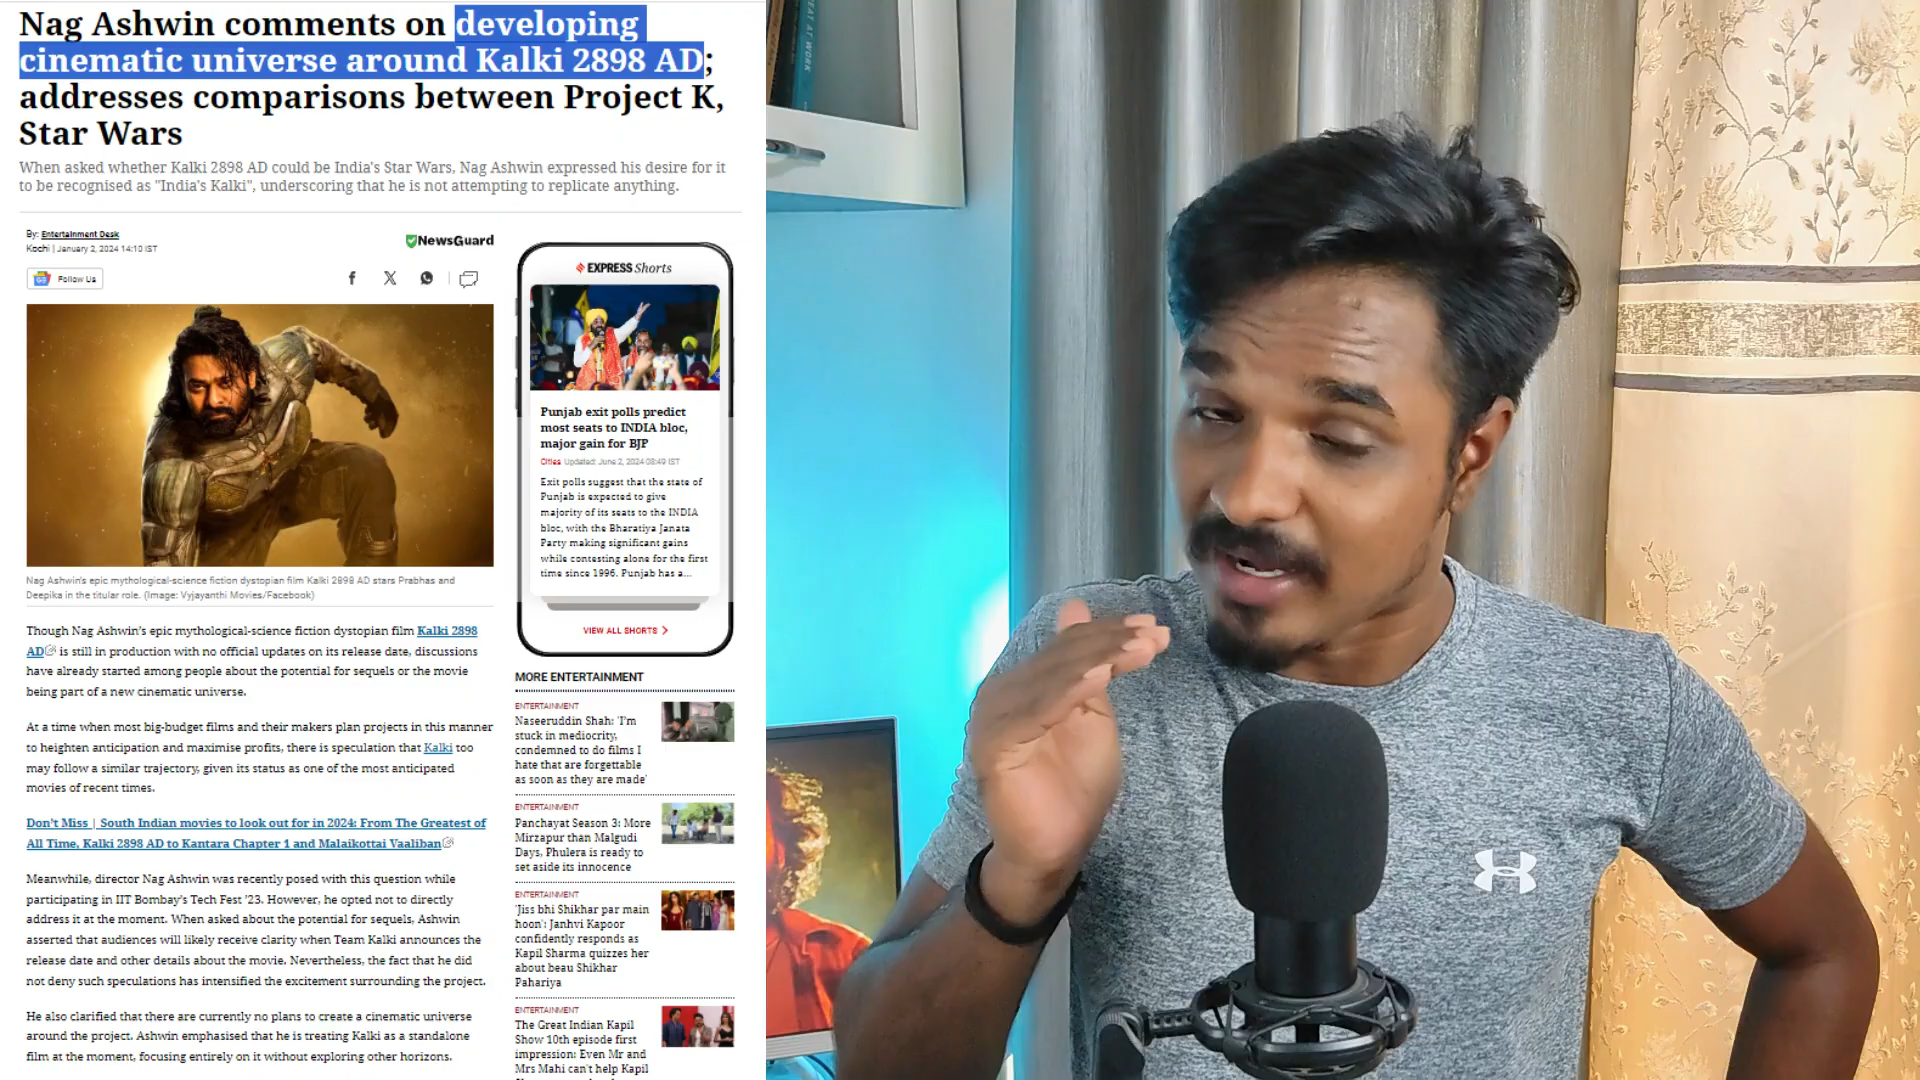 Nag Ashwin comments on developing
cinematic universe around Kalki 2898 AD;
addresses comparisons between Project K,
Star Wars
When asked whether Kalki 2898 AD could be India's Star Wars, Nag Ashwin expressed his desire for it
to be recognised as "India's Kalki", underscoring that he is not attempting to replicate anything.
By: Entertainment Desk
Kochi | January 2, 2024 14:10 IST
NewsGuard
Follow Us
Nag Ashwin's epic mythological-science fiction dystopian film Kalki 2898 AD stars Prabhas and
Deepika in the titular role. (Image: Vyjayanthi Movies/Facebook)
Though Nag Ashwin's epic mythological-science fiction dystopian film Kalki 2898
AD is still in production with no official updates on its release date, discussions
have already started among people about the potential for sequels or the movie
being part of a new cinematic universe.
At a time when most big-budget films and their makers plan projects in this manner
to heighten anticipation and maximise profits, there is speculation that Kalki too
may follow a similar trajectory, given its status as one of the most anticipated
movies of recent times.
Don't Miss | South Indian movies to look out for in 2024: From The Greatest of
All Time, Kalki 2898 AD to Kantara Chapter 1 and Malaikottai Vaaliban
Meanwhile, director Nag Ashwin was recently posed with this question while
participating in IIT Bombay's Tech Fest '23. However, he opted not to directly
address it at the moment. When asked about the potential for sequels, Ashwin
asserted that audiences will likely receive clarity when Team Kalki announces the
release date and other details about the movie. Nevertheless, the fact that he did
not deny such speculations has intensified the excitement surrounding the project.
He also clarified that there are currently no plans to create a cinematic universe
around the project. Ashwin emphasised that he is treating Kalki as a standalone
film at the moment, focusing entirely on it without exploring other horizons.
EXPRESS Shorts
Punjab exit polls predict
most seats to INDIA bloc,
major gain for BJP
Cities Updated: June 2, 2024 08:49 IST
Exit polls suggest that the state of
Punjab is expected to give
majority of its seats to the INDIA
bloc, with the Bharatiya Janata
Party making significant gains
while contesting alone for the first
time since 1996. Punjab has a...
VIEW ALL SHORTS
MORE ENTERTAINMENT
ENTERTAINMENT
Naseeruddin Shah: 'I'm
stuck in mediocrity,
condemned to do films I
hate that are forgettable
as soon as they are made'
ENTERTAINMENT
Panchayat Season 3: More
Mirzapur than Malgudi
Days, Phulera is ready to
set aside its innocence
ENTERTAINMENT
'Jiss bhi Shikhar par main
hoon': Janhvi Kapoor
confidently responds as
Kapil Sharma quizzes her
about beau Shikhar
Pahariya
ENTERTAINMENT
The Great Indian Kapil
Show 10th episode first
impression: Even Mr and
Mrs Mahi can't help Kapil
AT WORK